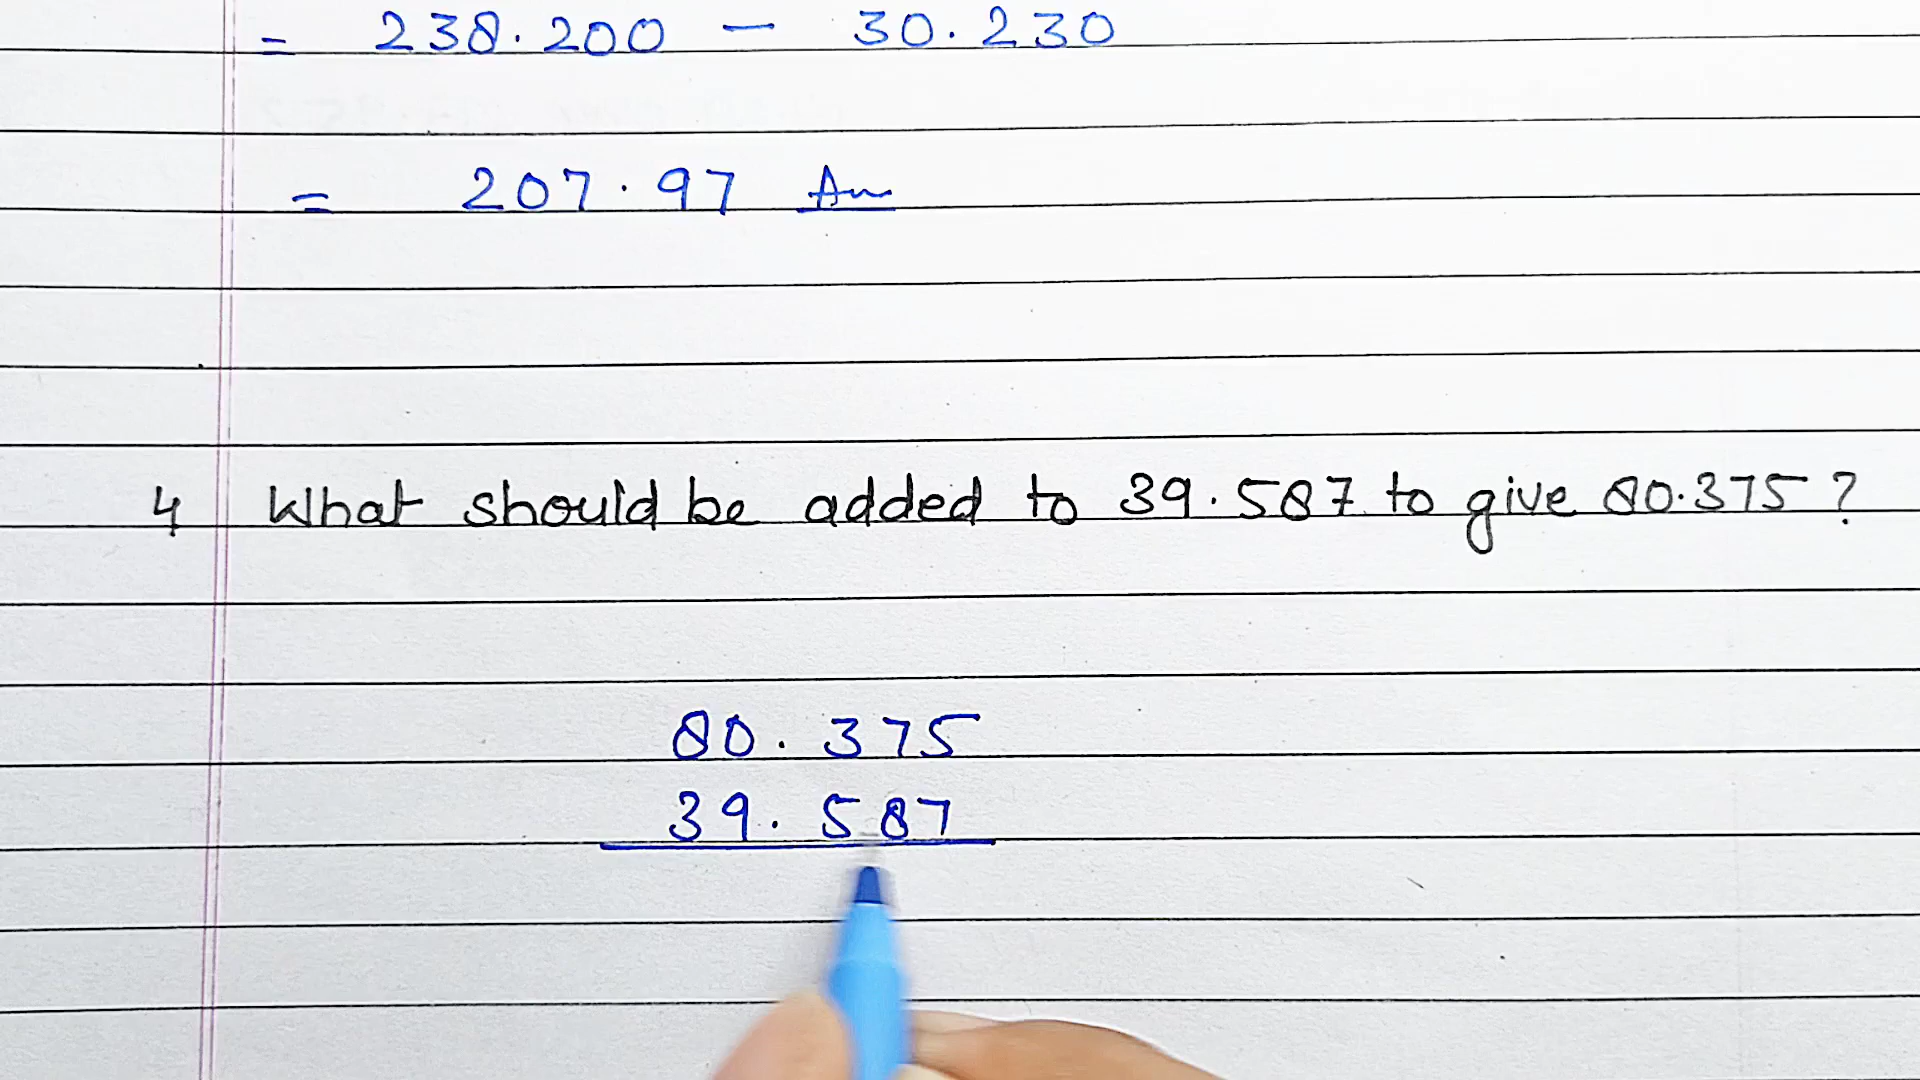 = 238.200 - 30.230
= 207.97 An
4 What should be added to 39.587 to give 80.375?
80.375
39.587